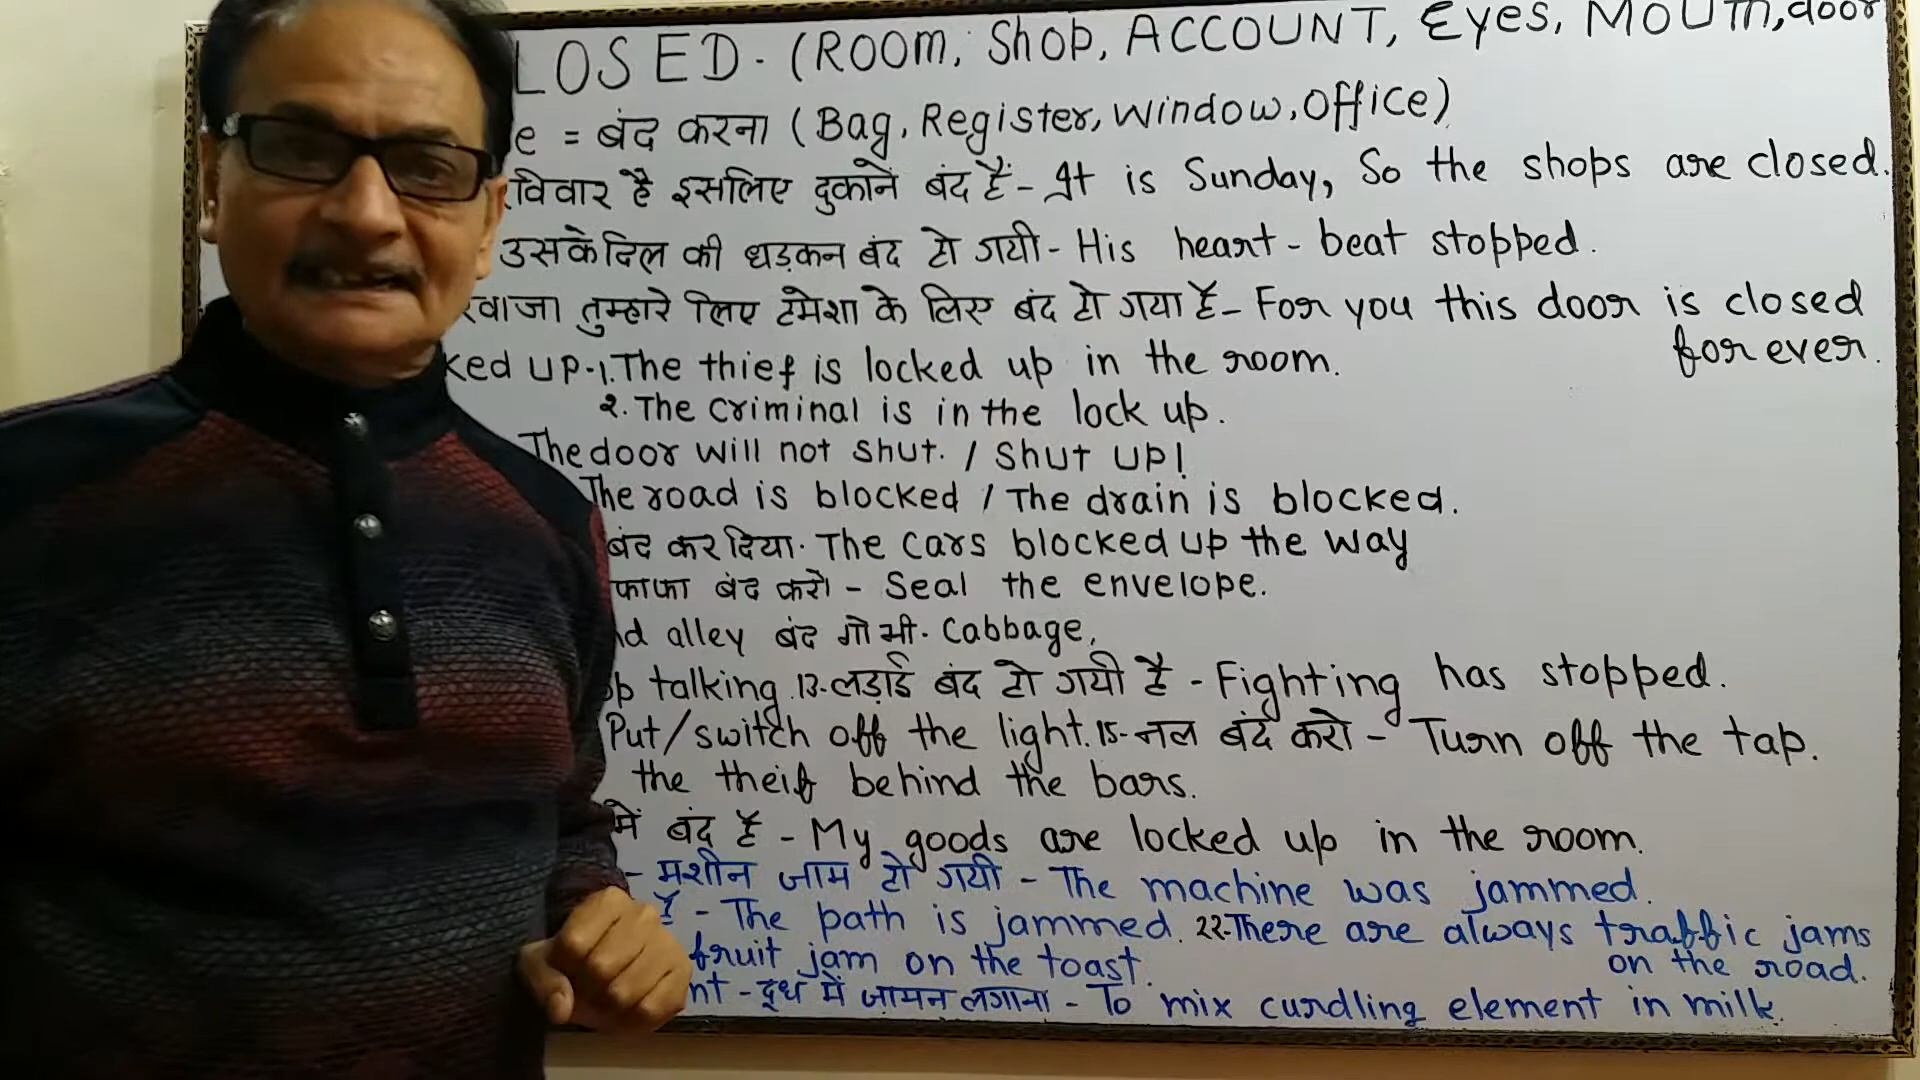 LOSED. (ROOM, Shop, ACCOUNT, Eyes, MOUTH, door
e = बंद करना (Bag, Register, Window, Office)
रविवार है इसलिए दुकाने बंद हैं - It is Sunday, So the shops are closed.
उसके दिल की धड़कन बंद हो गयी - His heart-beat stopped.
रवाजा तुम्हारे लिए हमेशा के लिए बंद हो गया है - For you this door is closed
for ever.
ked UP-1. The thief is locked up in the room.
२. The Criminal is in the lock up.
The door will not shut. / Shut UP!
The road is blocked / The drain is blocked.
बंद कर दिया. The cars blocked up the way
फाफा बंद करो - Seal the envelope.
nd alley बंद गोभी. Cabbage,
op talking. 13-लड़ाई बंद हो गयी है - Fighting has stopped.
Put/switch off the light. 15-नल बंद करो - Turn off the tap.
the theif behind the bars.
में बंद है - My goods are locked up in the room.
- मशीन जाम हो गयी - The machine was jammed.
है - The path is jammed. 22-There are always traffic jams
on the road.
fruit jam on the toast.
nt - दूध में जामन लगाना - To mix curdling element in milk.